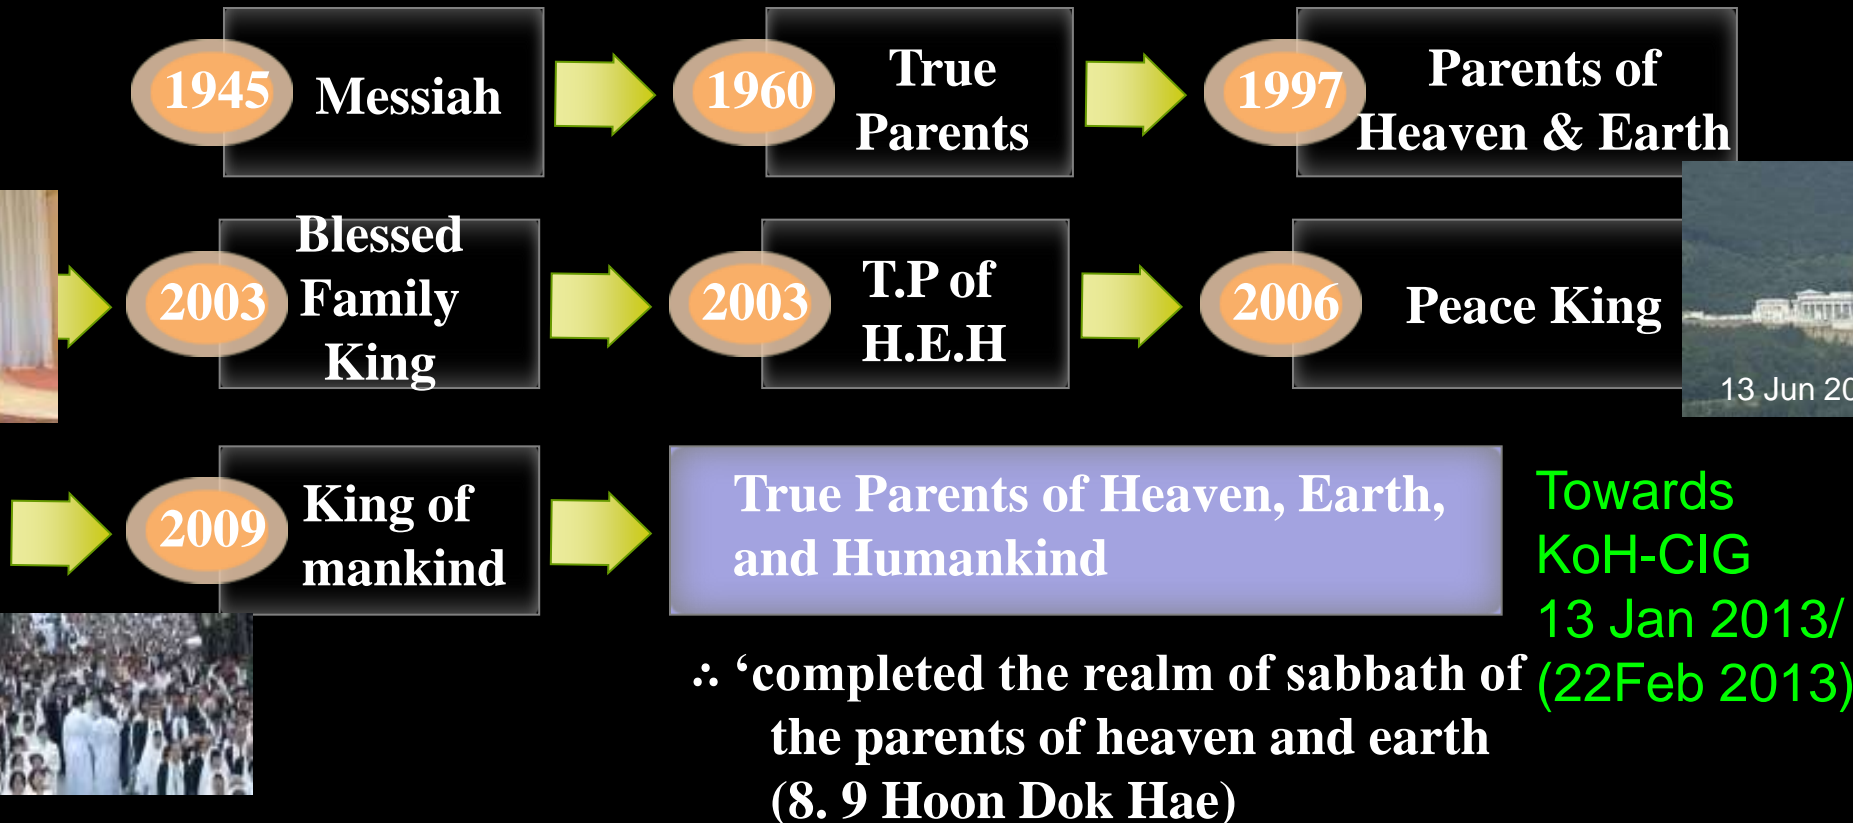 1945
Messiah
1960
True
Parents
1997
Parents of
Heaven & Earth
2003
Blessed
Family
King
2003
T.P of
H.E.H
2006
Peace King
13 Jun 20
2009
King of
mankind
True Parents of Heaven, Earth,
and Humankind
Towards
KoH-CIG
13 Jan 2013/
(22Feb 2013)
∴ ‘completed the realm of sabbath of
the parents of heaven and earth
(8. 9 Hoon Dok Hae)